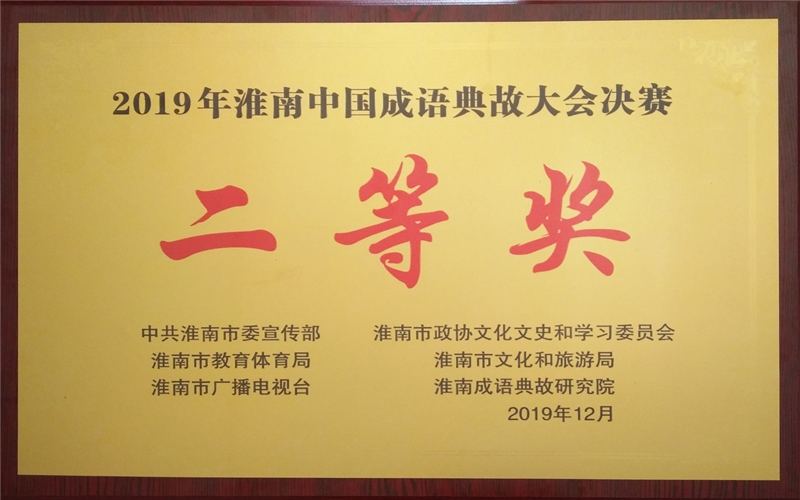 2019年淮南中国成语典故大会决赛
二等奖
中共淮南市委宣传部 淮南市政协文化文史和学习委员会
淮南市教育体育局 淮南市文化和旅游局
淮南市广播电视台 淮南成语典故研究院
2019年12月